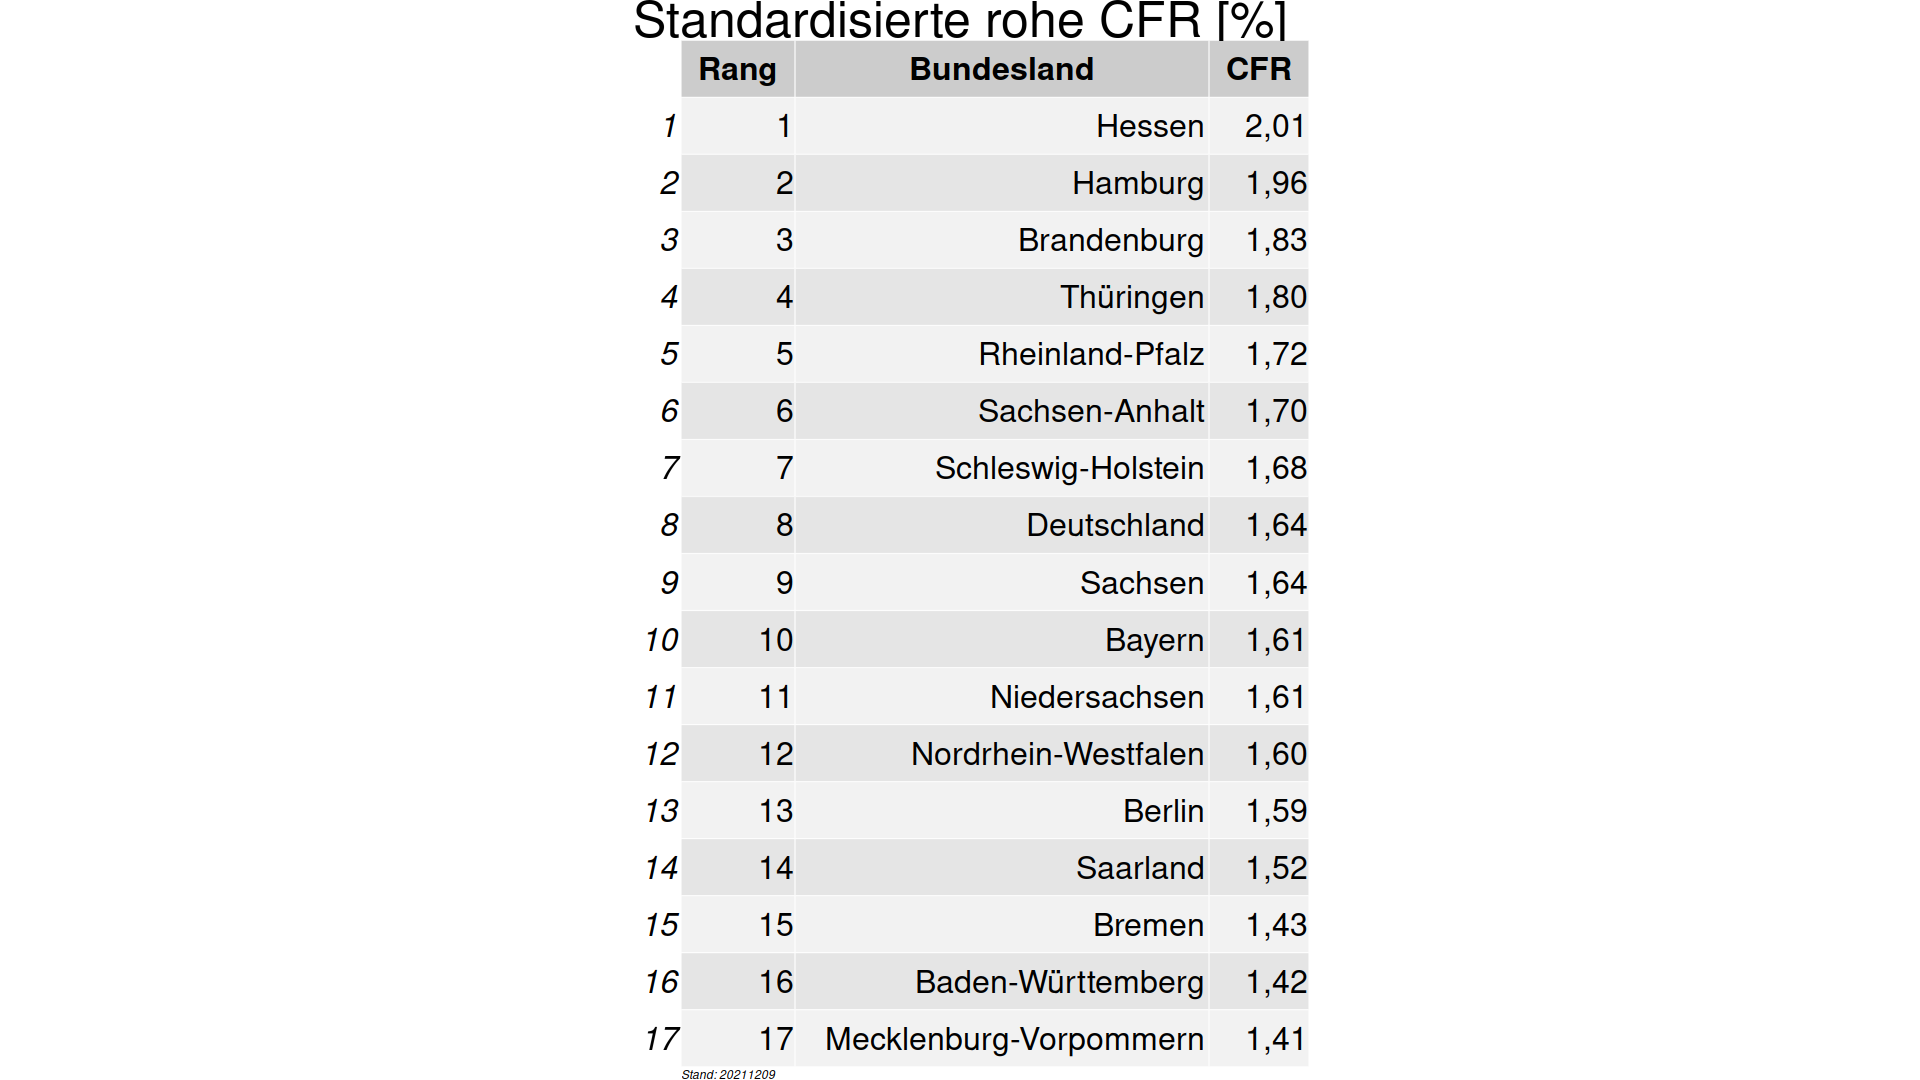 Standardisierte rohe CFR [%]
Rang Bundesland CFR
1 1 Hessen 2,01
2 2 Hamburg 1,96
3 3 Brandenburg 1,83
4 4 Thüringen 1,80
5 5 Rheinland-Pfalz 1,72
6 6 Sachsen-Anhalt 1,70
7 7 Schleswig-Holstein 1,68
8 8 Deutschland 1,64
9 9 Sachsen 1,64
10 10 Bayern 1,61
11 11 Niedersachsen 1,61
12 12 Nordrhein-Westfalen 1,60
13 13 Berlin 1,59
14 14 Saarland 1,52
15 15 Bremen 1,43
16 16 Baden-Württemberg 1,42
17 17 Mecklenburg-Vorpommern 1,41
Stand: 20211209